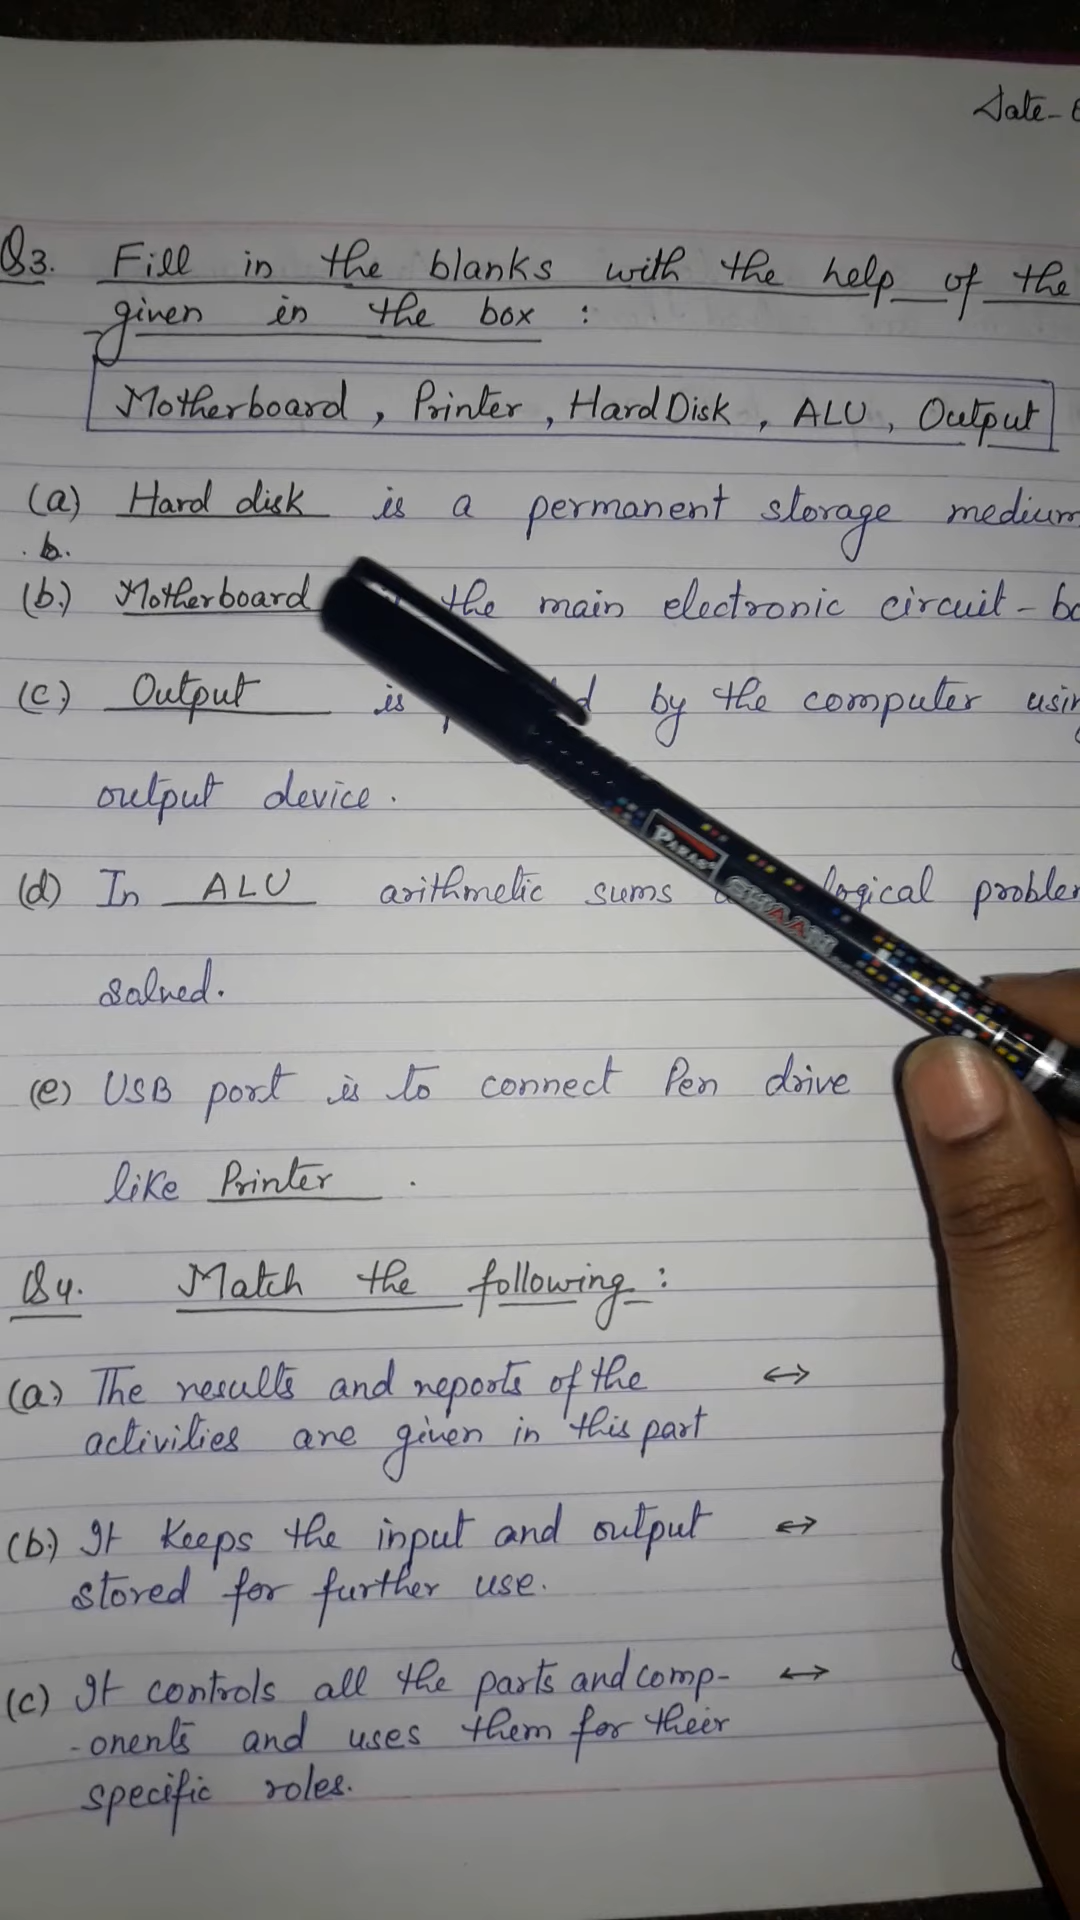 Date-
Q3. Fill in the blanks with the help of the
given in the box :
Motherboard , Printer , Hard Disk , ALU , Output
(a) Hard disk is a permanent storage medium
.b.
(b.) Motherboard the main electronic circuit-
(c.) Output is by the computer
output device.
(d) In ALU arithmetic sums logical
solved.
(e) USB port is to connect Pen drive
like Printer .
Q4. Match the following :
(a.) The results and reports of the ↔
activities are given in this part
(b.) It Keeps the input and output ↔
stored for further use.
(c) It controls all the parts and comp- ↔
-onents and uses them for their
specific roles.
PARAS